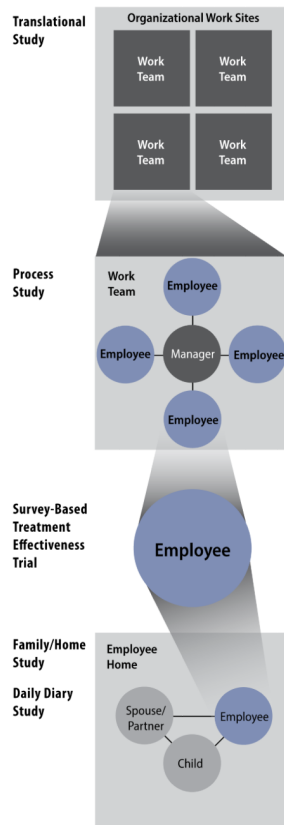 Translational
Study
Organizational Work Sites
Work
Team
Work
Team
Work
Team
Work
Team
Process
Study
Work
Team
Employee
Employee
Manager
Employee
Employee
Survey-Based
Treatment
Effectiveness
Trial
Employee
Family/Home
Study
Daily Diary
Study
Employee
Home
Spouse/
Partner
Employee
Child